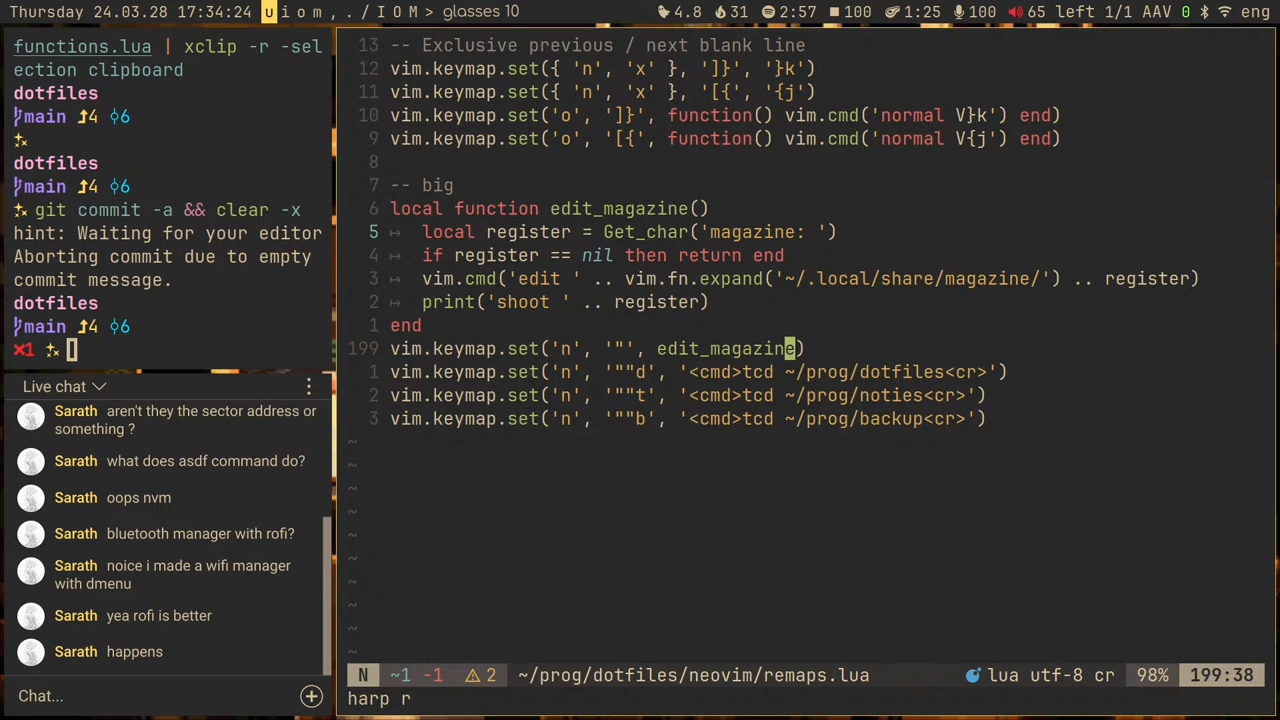 Thursday 24.03.28 17:34:24 u i o m , . / I O M > glasses 10
4.8 31 2:57 100 1:25 100 65 left 1/1 AAV 0 eng
functions.lua | xclip -r -sel
ection clipboard
dotfiles
main 4 6
dotfiles
main 4 6
git commit -a && clear -x
hint: Waiting for your editor
Aborting commit due to empty
commit message.
dotfiles
main 4 6
×1
Live chat
Sarath aren't they the sector address or
something ?
Sarath what does asdf command do?
Sarath oops nvm
Sarath bluetooth manager with rofi?
Sarath noice i made a wifi manager
with dmenu
Sarath yea rofi is better
Sarath happens
Chat...
13 -- Exclusive previous / next blank line
12 vim.keymap.set({ 'n', 'x' }, ']}', '}k')
11 vim.keymap.set({ 'n', 'x' }, '[{', '{j')
10 vim.keymap.set('o', ']}', function() vim.cmd('normal V}k') end)
9 vim.keymap.set('o', '[{', function() vim.cmd('normal V{j') end)
8
7 -- big
6 local function edit_magazine()
5 local register = Get_char('magazine: ')
4 if register == nil then return end
3 vim.cmd('edit ' .. vim.fn.expand('~/.local/share/magazine/') .. register)
2 print('shoot ' .. register)
1 end
199 vim.keymap.set('n', '"', edit_magazine)
1 vim.keymap.set('n', '""d', '<cmd>tcd ~/prog/dotfiles<cr>')
2 vim.keymap.set('n', '""t', '<cmd>tcd ~/prog/noties<cr>')
3 vim.keymap.set('n', '""b', '<cmd>tcd ~/prog/backup<cr>')
~
~
~
~
~
~
~
~
~
~
N ~1 -1 2 ~/prog/dotfiles/neovim/remaps.lua lua utf-8 cr 98% 199:38
harp r